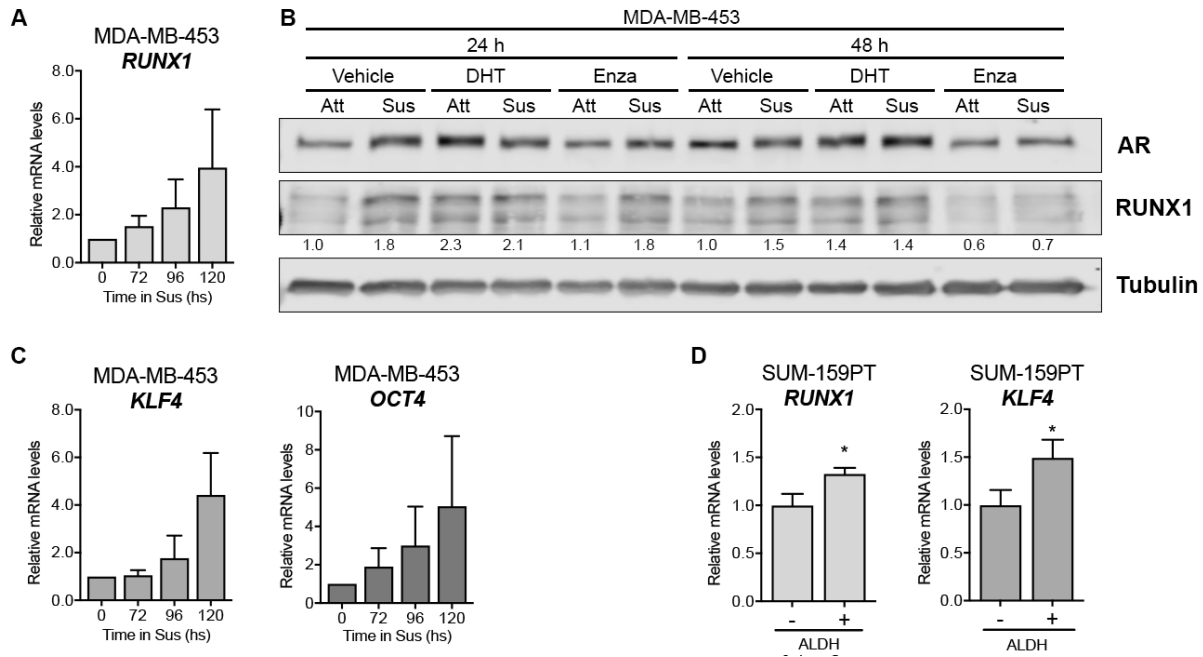 A
MDA-MB-453
RUNX1
Relative mRNA levels
8.0
6.0
4.0
2.0
0.0
0 72 96 120
Time in Sus (hs)
B
MDA-MB-453
24 h 48 h
Vehicle DHT Enza Vehicle DHT Enza
Att Sus Att Sus Att Sus Att Sus Att Sus Att Sus
AR
RUNX1
1.0 1.8 2.3 2.1 1.1 1.8 1.0 1.5 1.4 1.4 0.6 0.7
Tubulin
C
MDA-MB-453
KLF4
Relative mRNA levels
8.0
6.0
4.0
2.0
0.0
0 72 96 120
Time in Sus (hs)
MDA-MB-453
OCT4
Relative mRNA levels
10
8
6
4
2
0
0 72 96 120
Time in Sus (hs)
D
SUM-159PT
RUNX1
Relative mRNA levels
2.0
1.5
1.0
0.5
0.0
*
- +
ALDH
SUM-159PT
KLF4
Relative mRNA levels
2.0
1.5
1.0
0.5
0.0
*
- +
ALDH